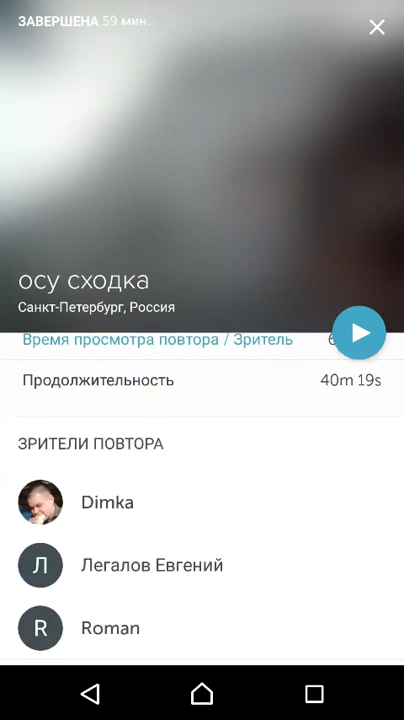 ЗАВЕРШЕНА 59 мин.
осу сходка
Санкт-Петербург, Россия
Время просмотра повтора / Зритель
Продолжительность 40m 19s
ЗРИТЕЛИ ПОВТОРА
Dimka
Л Легалов Евгений
R Roman